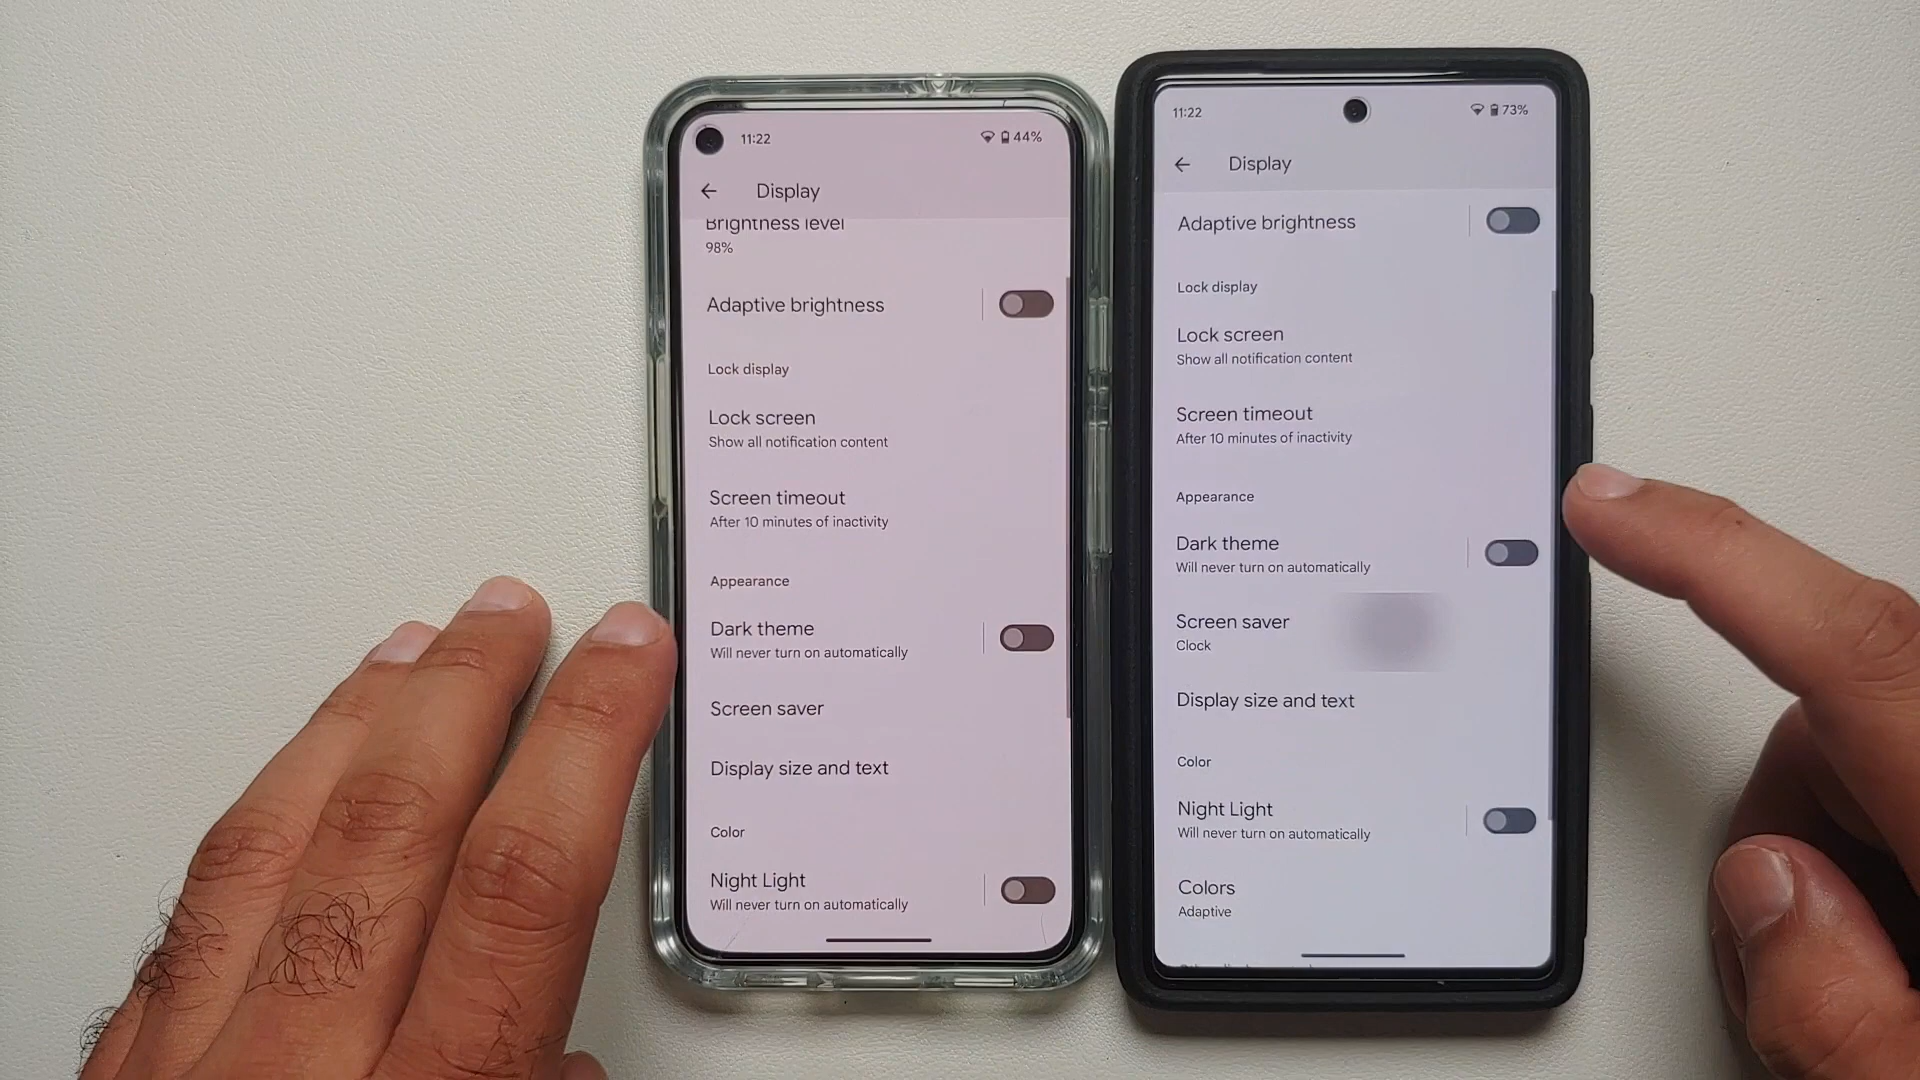 11:22
44%
Display
Brightness level
98%
Adaptive brightness
Lock display
Lock screen
Show all notification content
Screen timeout
After 10 minutes of inactivity
Appearance
Dark theme
Will never turn on automatically
Screen saver
Display size and text
Color
Night Light
Will never turn on automatically
11:22
73%
Display
Adaptive brightness
Lock display
Lock screen
Show all notification content
Screen timeout
After 10 minutes of inactivity
Appearance
Dark theme
Will never turn on automatically
Screen saver
Clock
Display size and text
Color
Night Light
Will never turn on automatically
Colors
Adaptive